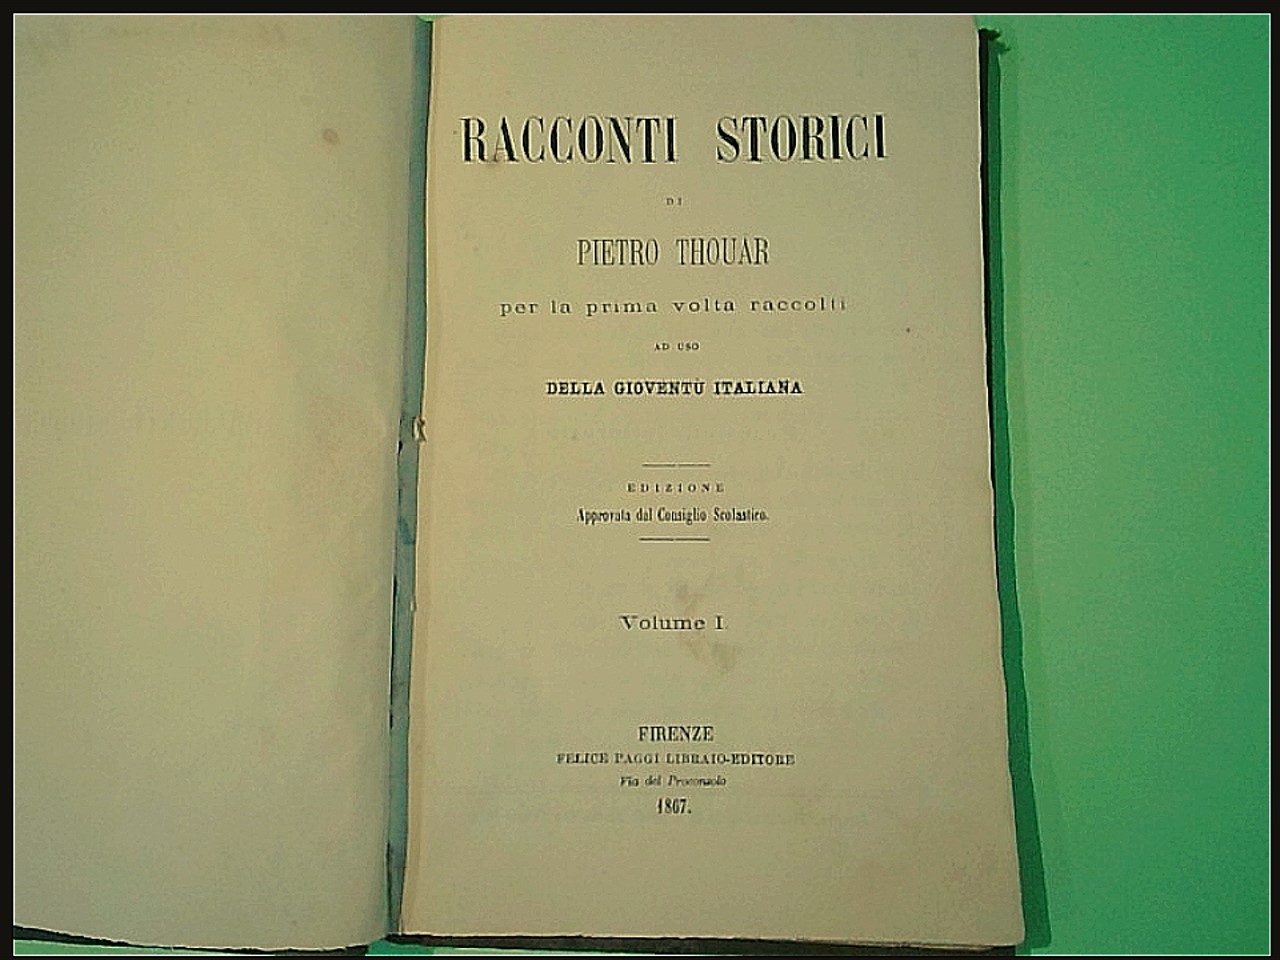 RACCONTI STORICI
DI
PIETRO THOUAR
per la prima volta raccolti
AD USO
DELLA GIOVENTÙ ITALIANA
EDIZIONE
Approvata dal Consiglio Scolastico.
Volume I
FIRENZE
FELICE PAGGI LIBRAIO-EDITORE
Via del Proconsolo
1867.